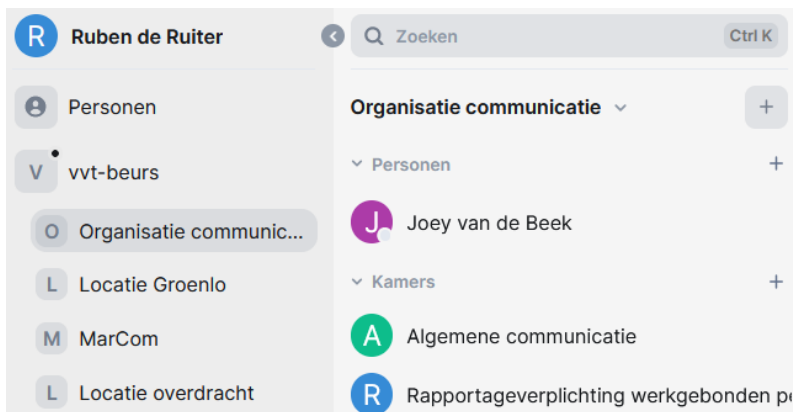 R Ruben de Ruiter
Personen
V vvt-beurs
O Organisatie communic...
L Locatie Groenlo
M MarCom
L Locatie overdracht
Zoeken Ctrl K
Organisatie communicatie
Personen
J Joey van de Beek
Kamers
A Algemene communicatie
R Rapportageverplichting werkgebonden